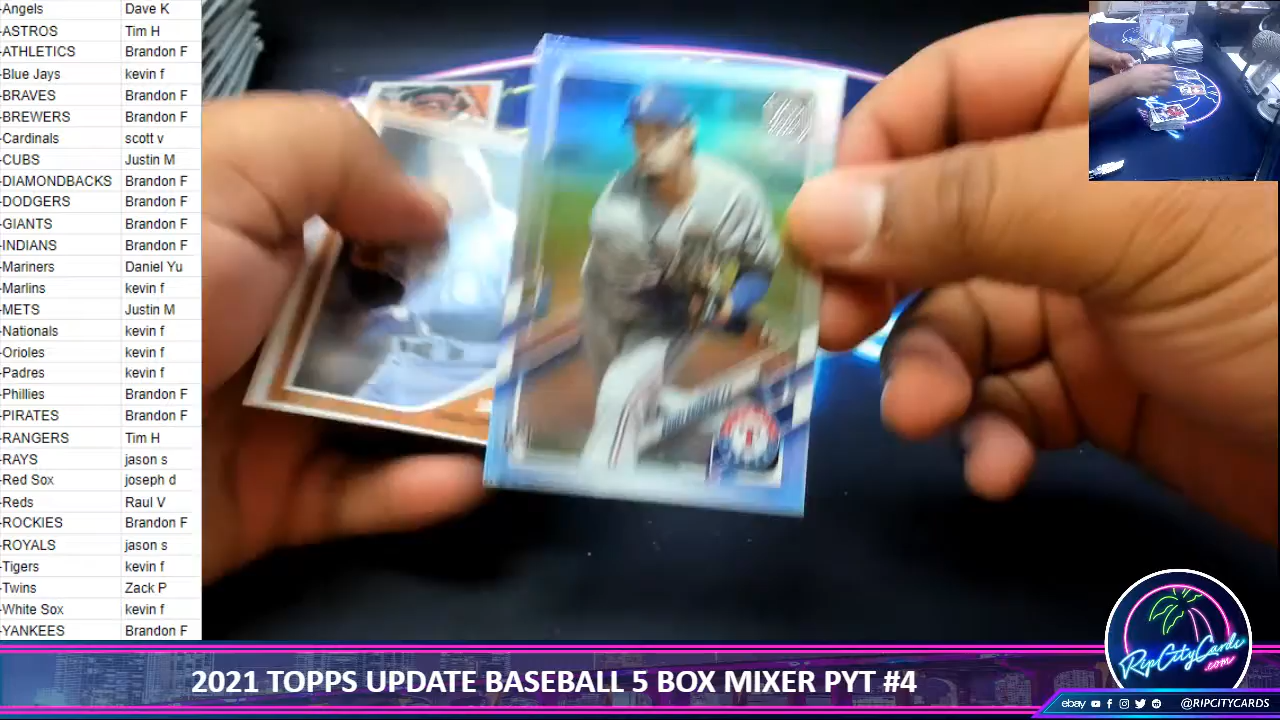 -Angels Dave K
-ASTROS Tim H
-ATHLETICS Brandon F
-Blue Jays kevin f
-BRAVES Brandon F
-BREWERS Brandon F
-Cardinals scott v
-CUBS Justin M
-DIAMONDBACKS Brandon F
-DODGERS Brandon F
-GIANTS Brandon F
-INDIANS Brandon F
-Mariners Daniel Yu
-Marlins kevin f
-METS Justin M
-Nationals kevin f
-Orioles kevin f
-Padres kevin f
-Phillies Brandon F
-PIRATES Brandon F
-RANGERS Tim H
-RAYS jason s
-Red Sox joseph d
-Reds Raul V
-ROCKIES Brandon F
-ROYALS jason s
-Tigers kevin f
-Twins Zack P
-White Sox kevin f
-YANKEES Brandon F
RipCityCards
.com
2021 TOPPS UPDATE BASEBALL 5 BOX MIXER PYT #4
ebay @RIPCITYCARDS